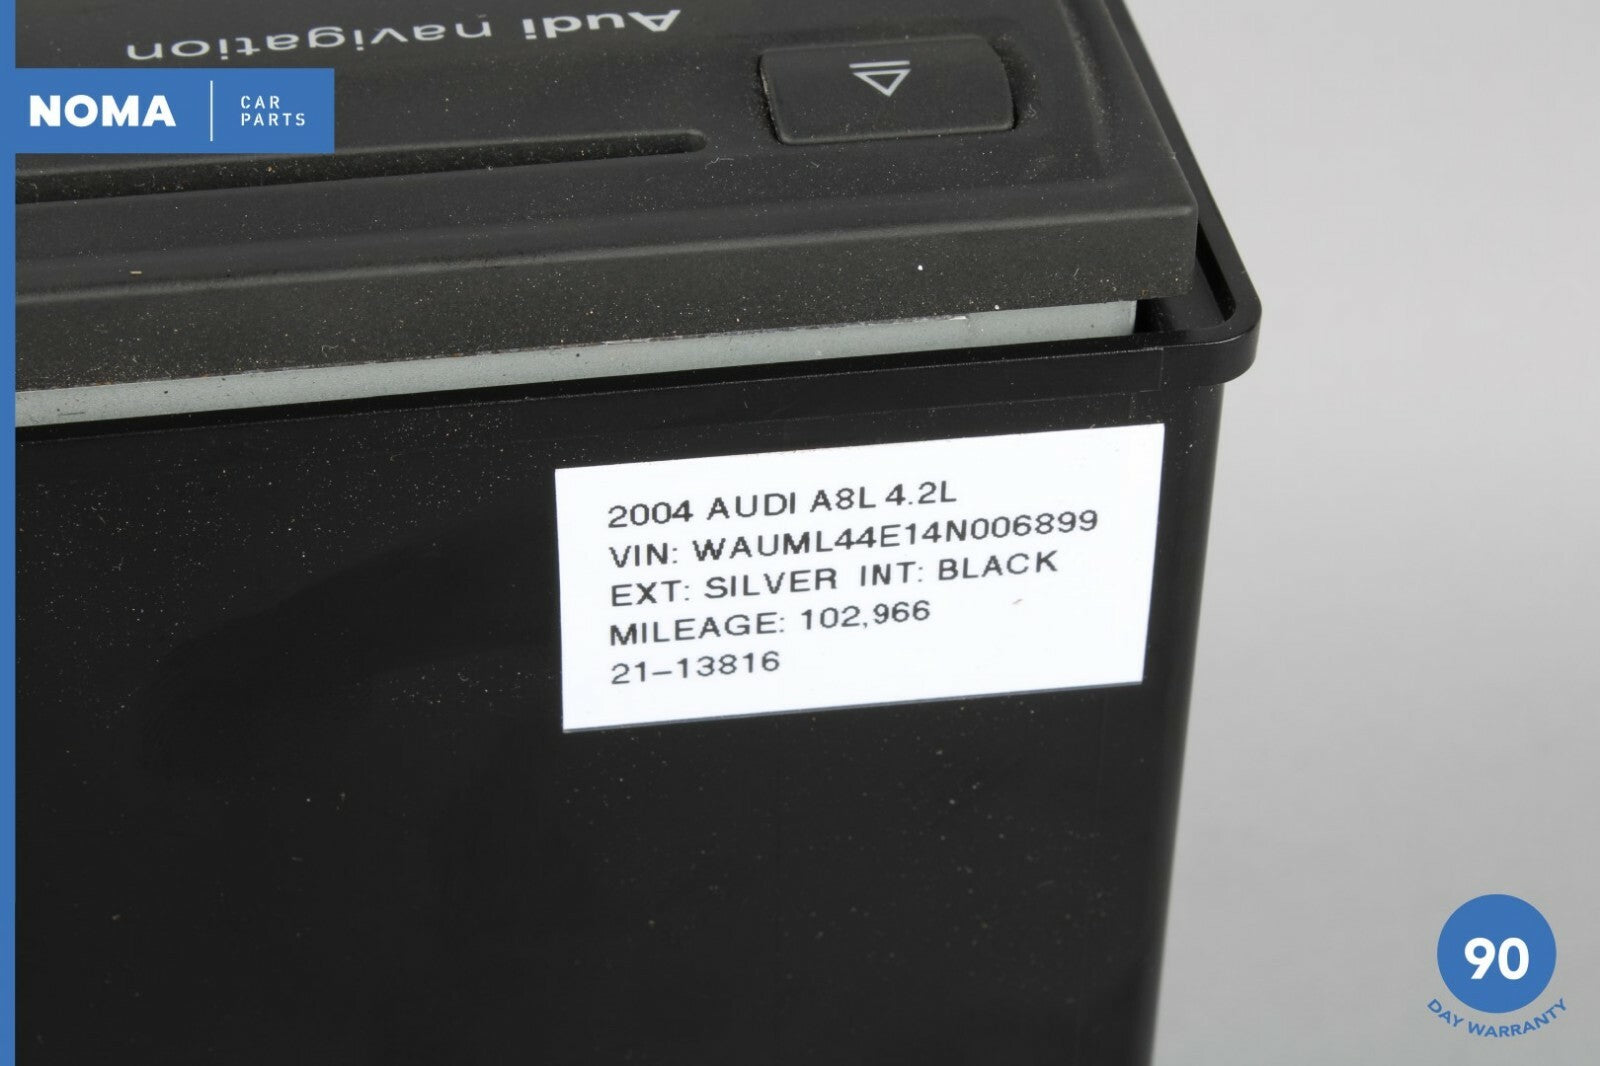 Audi navigation
NOMA
CAR
PARTS
2004 AUDI A8L 4.2L
VIN: WAUML44E14N006899
EXT: SILVER INT: BLACK
MILEAGE: 102,966
21-13816
90
DAY WARRANTY